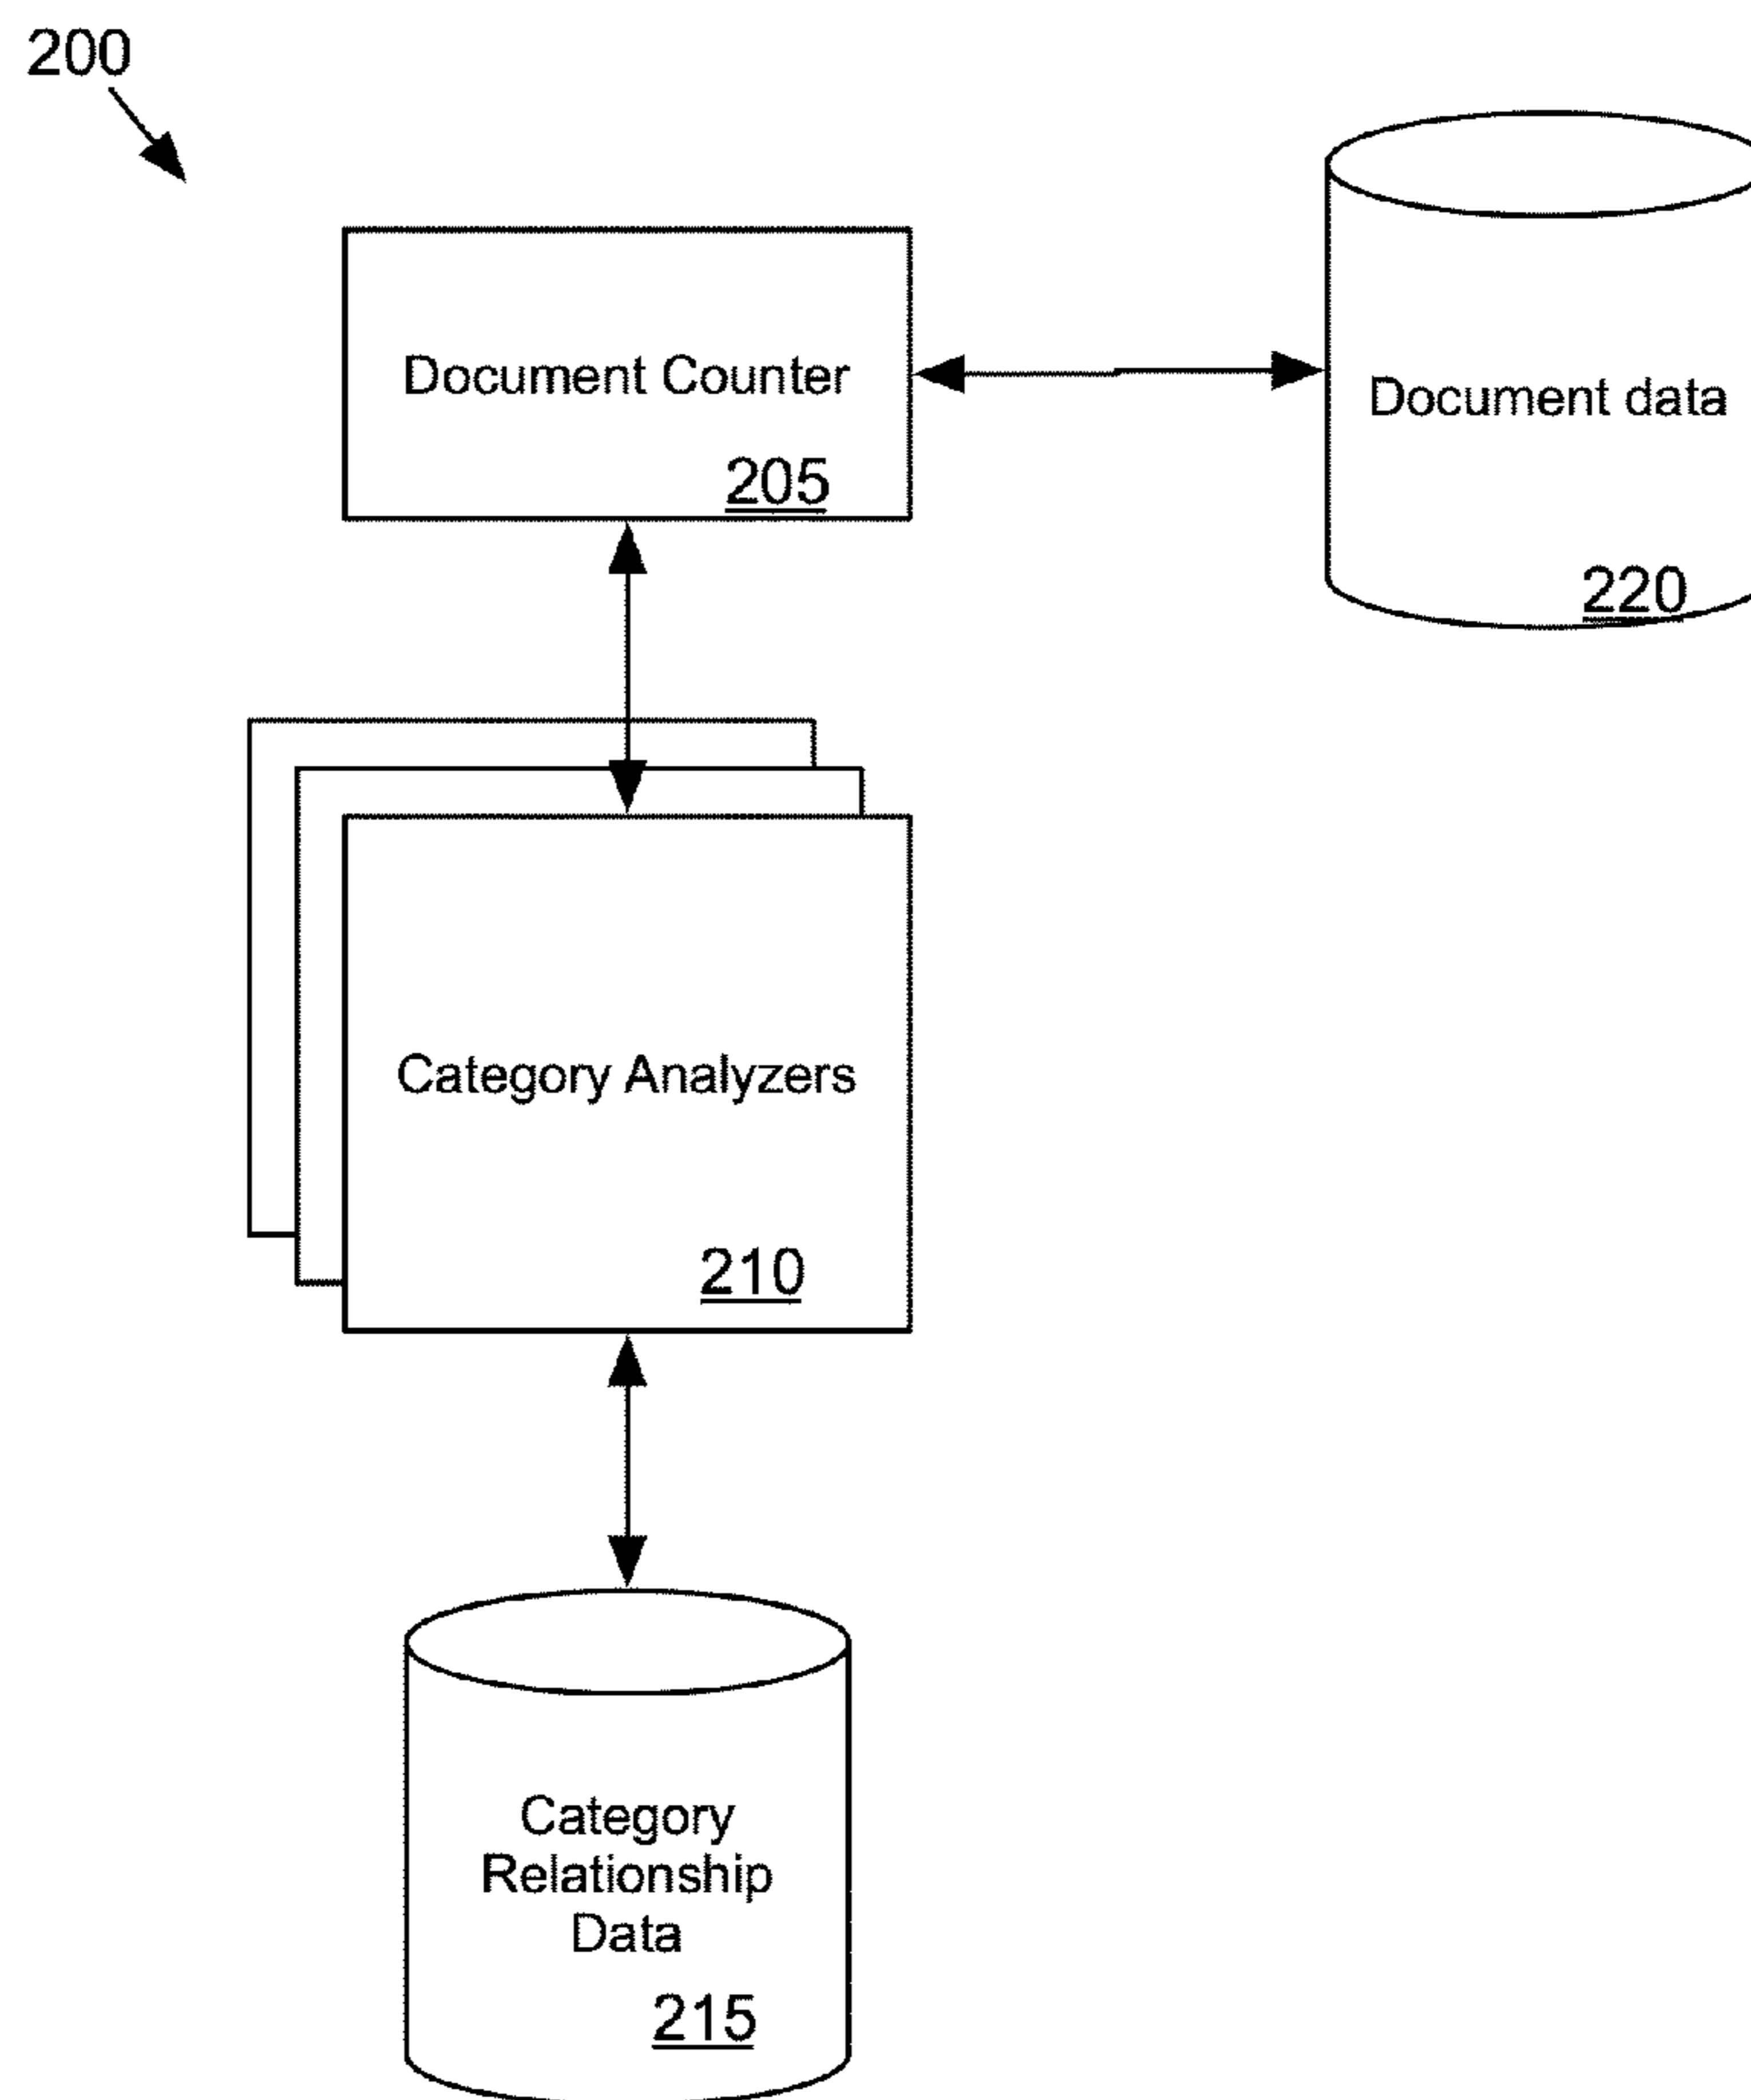 200
Document Counter
205
Document data
220
Category Analyzers
210
Category
Relationship
Data
215